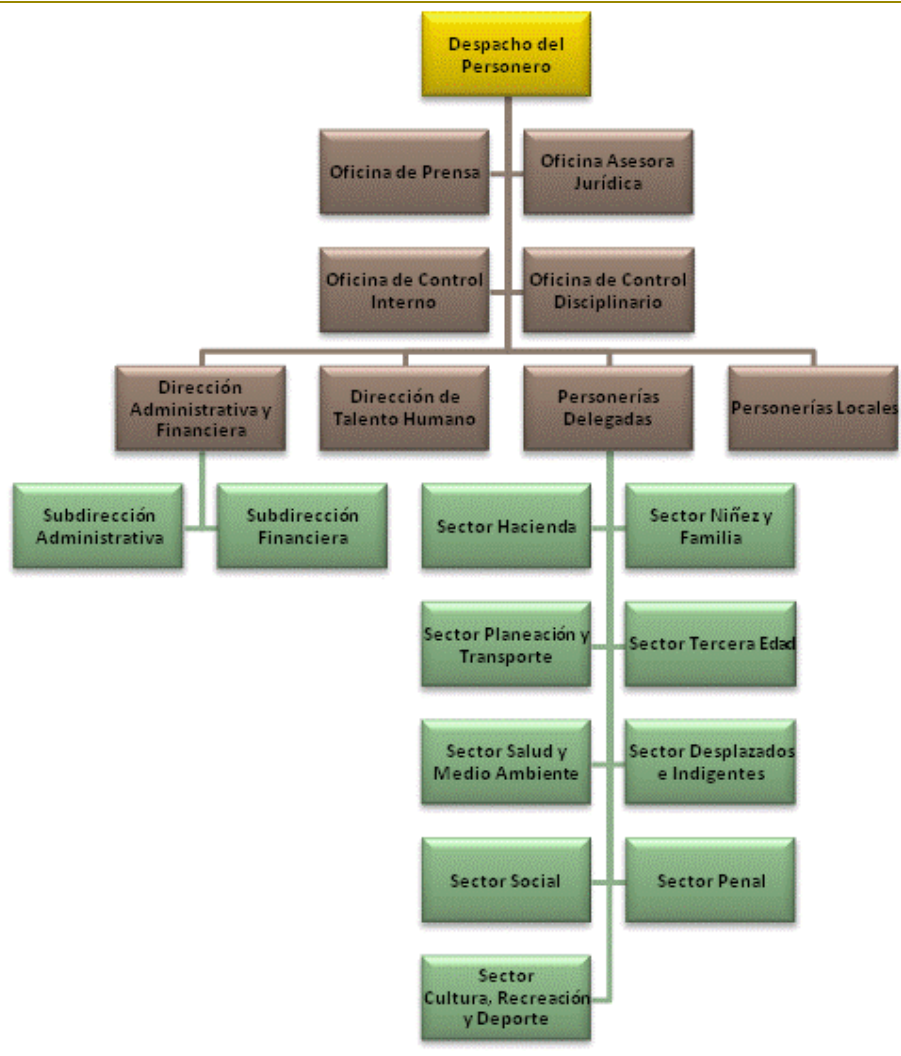 Despacho del
Personero
Oficina de Prensa
Oficina Asesora
Jurídica
Oficina de Control
Interno
Oficina de Control
Disciplinario
Dirección
Administrativa y
Financiera
Dirección de
Talento Humano
Personerías
Delegadas
Personerías Locales
Subdirección
Administrativa
Subdirección
Financiera
Sector Hacienda
Sector Niñez y
Familia
Sector Planeación y
Transporte
Sector Tercera Edad
Sector Salud y
Medio Ambiente
Sector Desplazados
e Indigentes
Sector Social
Sector Penal
Sector
Cultura, Recreación
y Deporte